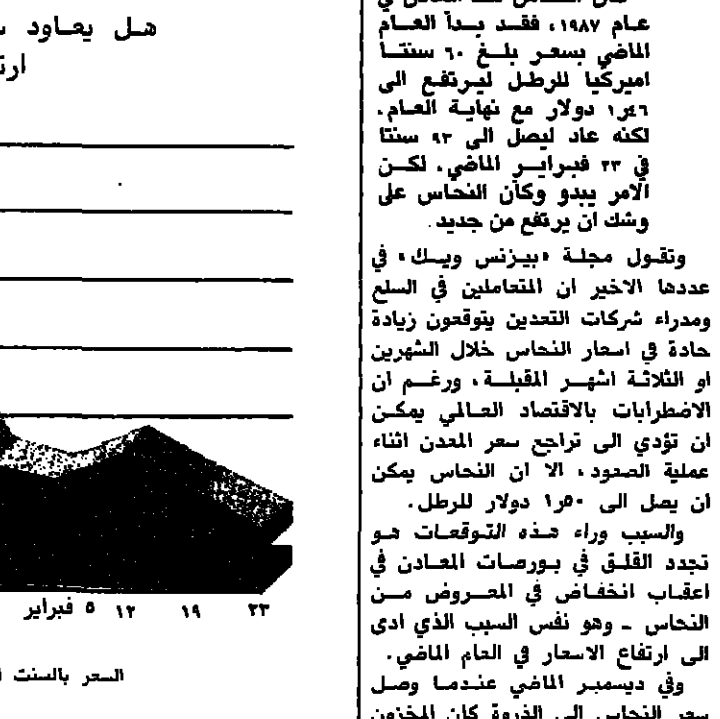 عام ١٩٨٧، فقد بدأ العام
الماضي بسعر بلغ ٦٠ سنتا
اميركيا للرطل ليرتفع الى
١٫٤٦ دولار مع نهاية العام.
لكنه عاد ليصل الى ٩٣ سنتا
في ٢٣ فبراير الماضي. لكن
الامر يبدو وكأن النحاس على
وشك ان يرتفع من جديد.
وتقول مجلة «بيزنس ويك» في
عددها الاخير ان المتعاملين في السلع
ومدراء شركات التعدين يتوقعون زيادة
حادة في اسعار النحاس خلال الشهرين
او الثلاثة اشهر المقبلة، ورغم ان
الاضطرابات بالاقتصاد العالمي يمكن
ان تؤدي الى تراجع سعر المعدن اثناء
عملية الصعود، الا ان النحاس يمكن
ان يصل الى ١٫٥٠ دولار للرطل.
والسبب وراء هذه التوقعات هو
تجدد القلق في بورصات المعادن في
اعقاب انخفاض في المعروض من
النحاس - وهو نفس السبب الذي ادى
الى ارتفاع الاسعار في العام الماضي.
وفي ديسمبر الماضي عندما وصل
سعر النحاس الى الذروة كان المخزون
هل يعاود
٥ فبراير ١٢ ١٩ ٢٣
السعر بالسنت